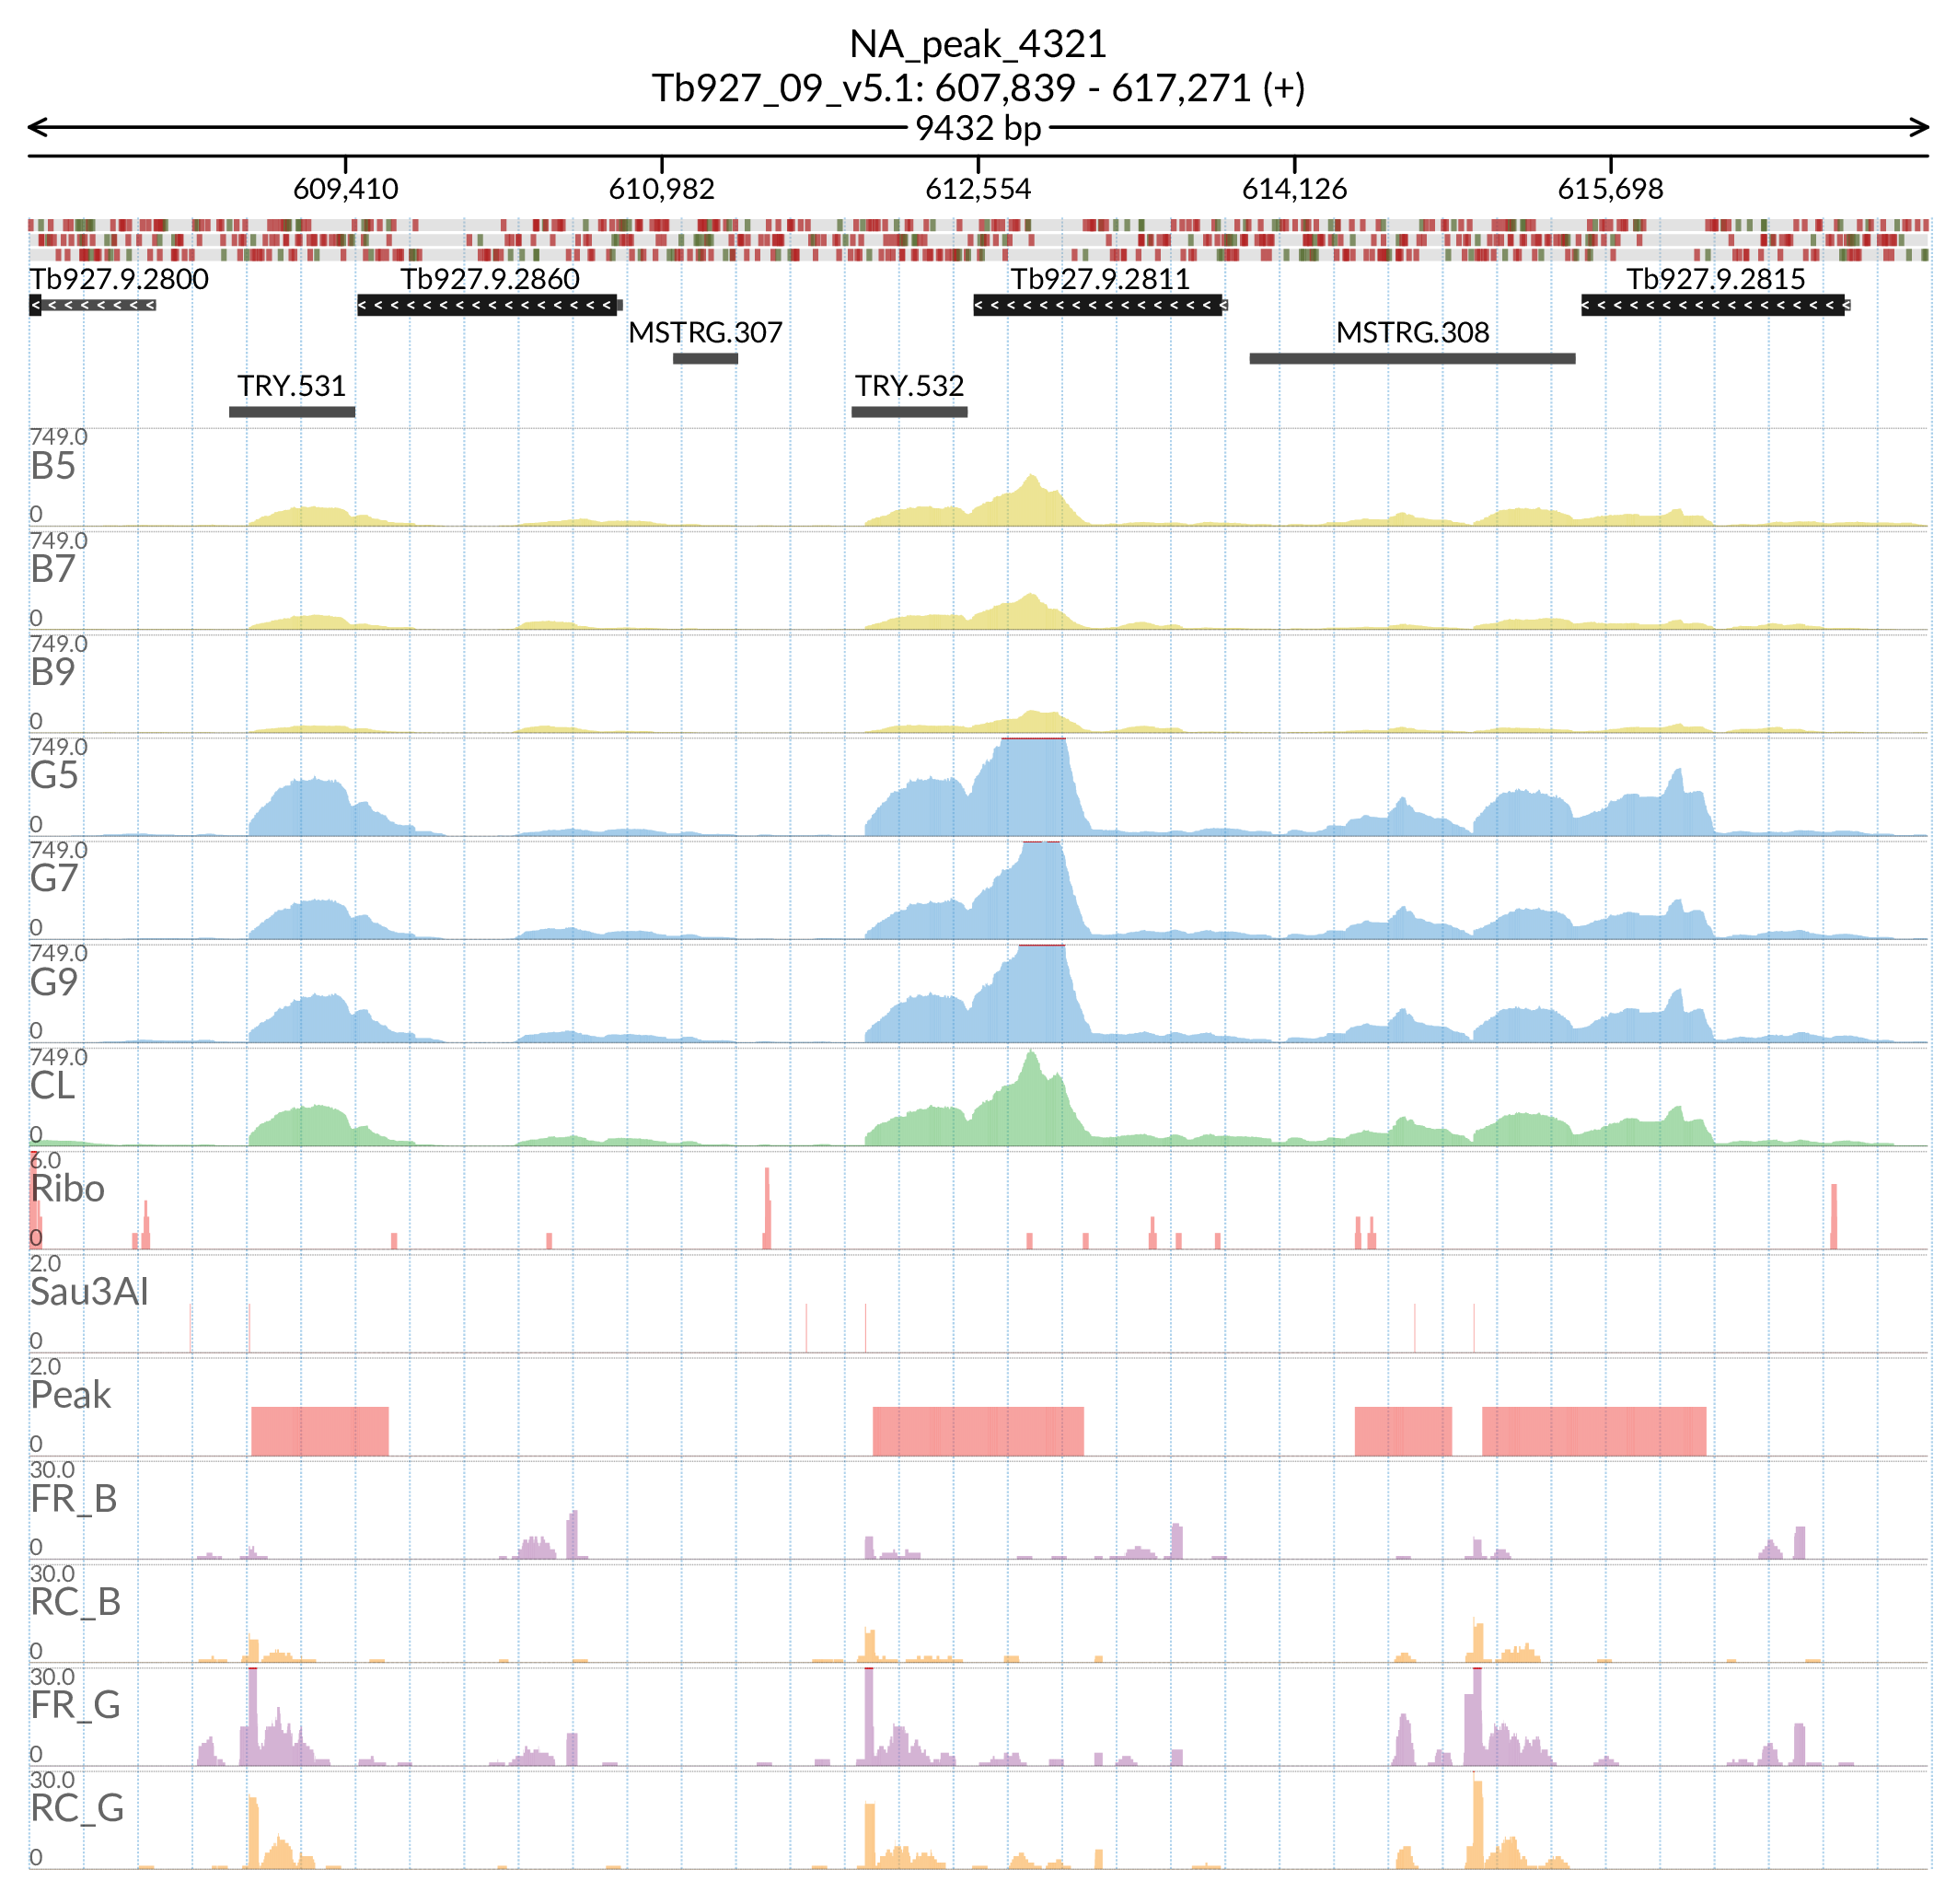 NA_peak_4321
Tb927_09_v5.1: 607,839 - 617,271 (+)
9432 bp
609,410 610,982 612,554 614,126 615,698
Tb927.9.2800 Tb927.9.2860 Tb927.9.2811 Tb927.9.2815
MSTRG.307 MSTRG.308
TRY.531 TRY.532
749.0
B5
0
749.0
B7
0
749.0
B9
0
749.0
G5
0
749.0
G7
0
749.0
G9
0
749.0
CL
0
6.0
Ribo
0
2.0
Sau3AI
0
2.0
Peak
0
30.0
FR_B
0
30.0
RC_B
0
30.0
FR_G
0
30.0
RC_G
0